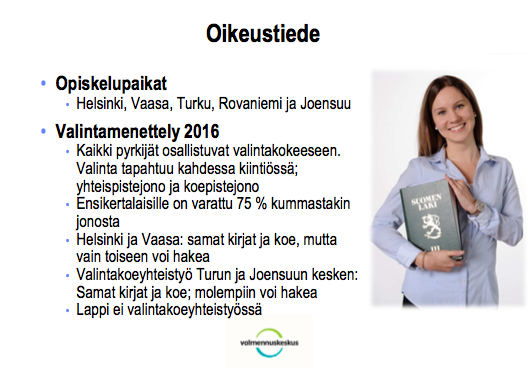 Oikeustiede
• Opiskelupaikat
• Helsinki, Vaasa, Turku, Rovaniemi ja Joensuu
• Valintamenettely 2016
• Kaikki pyrkijät osallistuvat valintakokeeseen.
Valinta tapahtuu kahdessa kiintiössä;
yhteispistejono ja koepistejono
• Ensikertalaisille on varattu 75 % kummastakin
jonosta
• Helsinki ja Vaasa: samat kirjat ja koe, mutta
vain toiseen voi hakea
• Valintakoeyhteistyö Turun ja Joensuun kesken:
Samat kirjat ja koe; molempiin voi hakea
• Lappi ei valintakoeyhteistyössä
SUOMEN
LAKI
III
valmennuskeskus